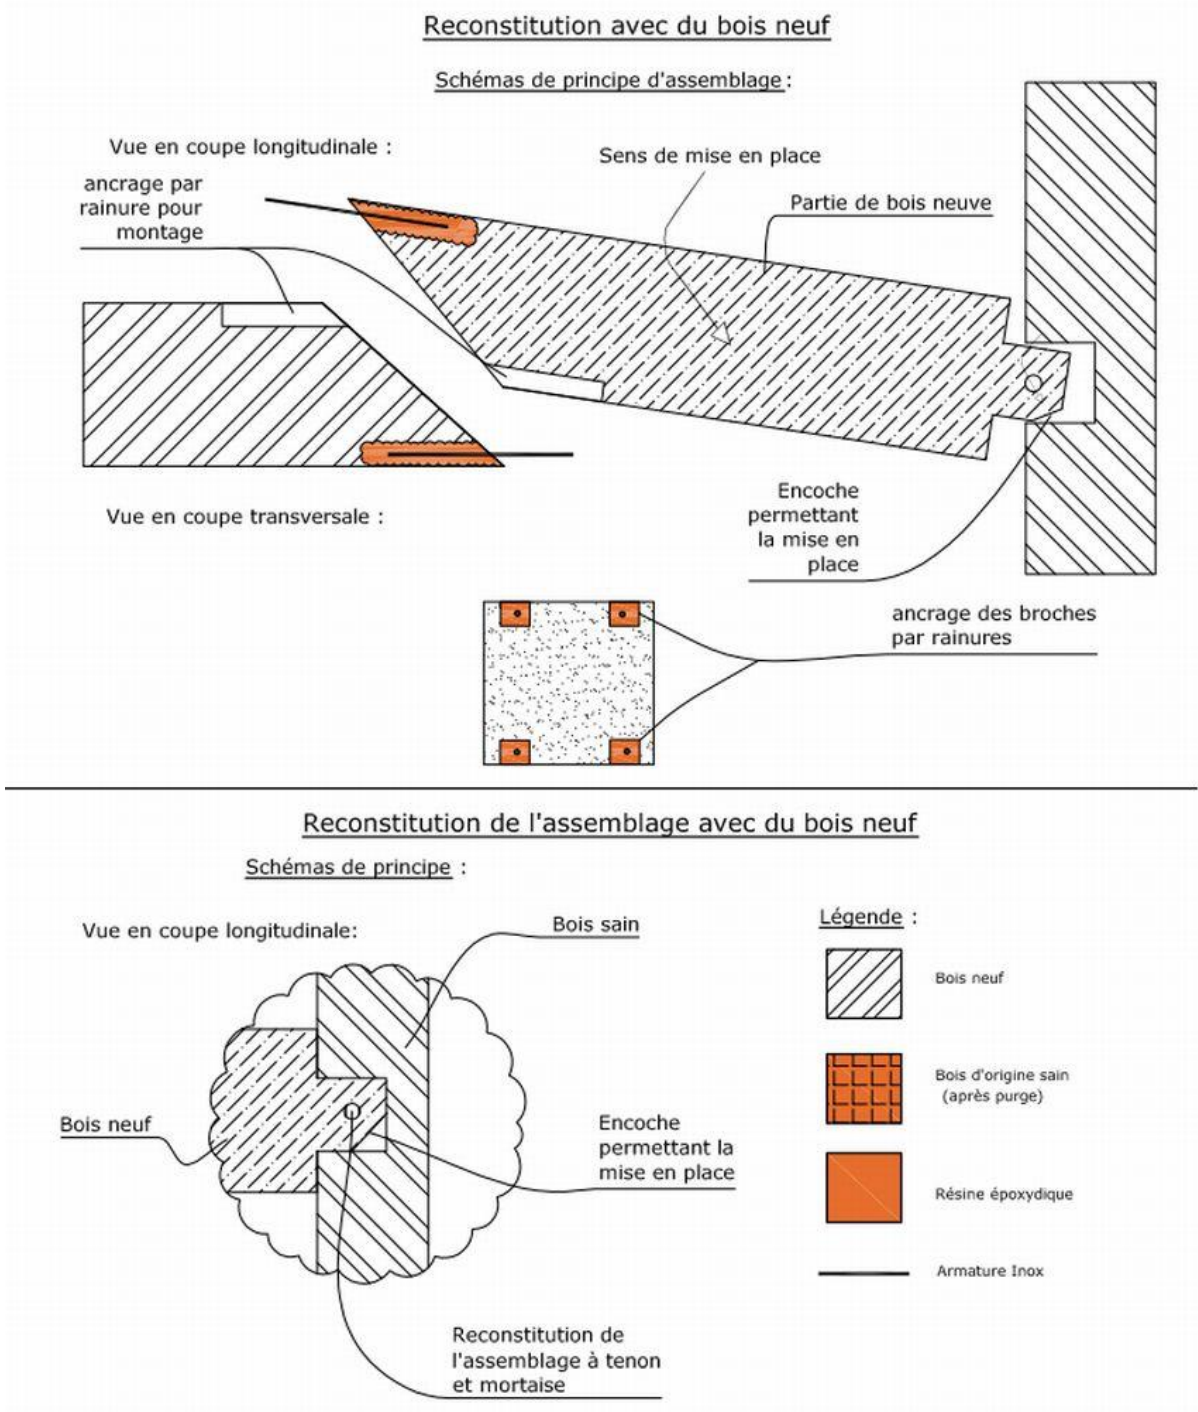 Reconstitution avec du bois neuf
Schémas de principe d'assemblage :
Vue en coupe longitudinale :
ancrage par
rainure pour
montage
Sens de mise en place
Partie de bois neuve
Vue en coupe transversale :
Encoche
permettant
la mise en
place
ancrage des broches
par rainures
Reconstitution de l'assemblage avec du bois neuf
Schémas de principe :
Vue en coupe longitudinale:
Bois sain
Bois neuf
Encoche
permettant la
mise en place
Reconstitution de
l'assemblage à tenon
et mortaise
Légende :
Bois neuf
Bois d'origine sain
(après purge)
Résine époxydique
Armature Inox